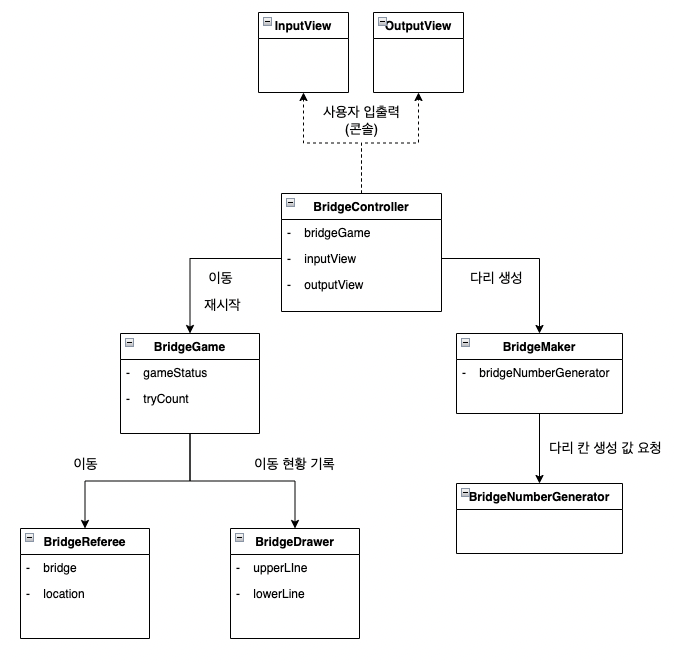 InputView
OutputView
사용자 입출력
(콘솔)
BridgeController
- bridgeGame
- inputView
- outputView
이동
재시작
다리 생성
BridgeGame
- gameStatus
- tryCount
BridgeMaker
- bridgeNumberGenerator
다리 칸 생성 값 요청
이동
이동 현황 기록
BridgeNumberGenerator
BridgeReferee
- bridge
- location
BridgeDrawer
- upperLIne
- lowerLine